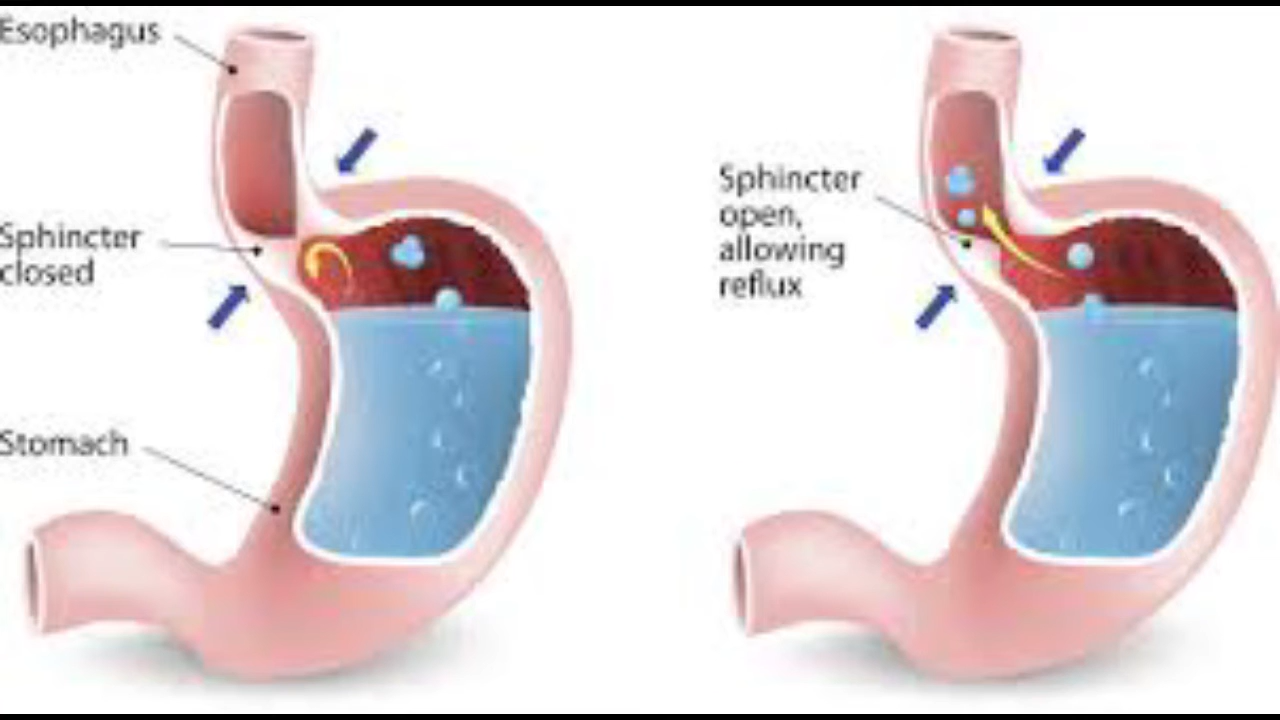 Esophagus
Sphincter
closed
Stomach
Sphincter
open,
allowing
reflux